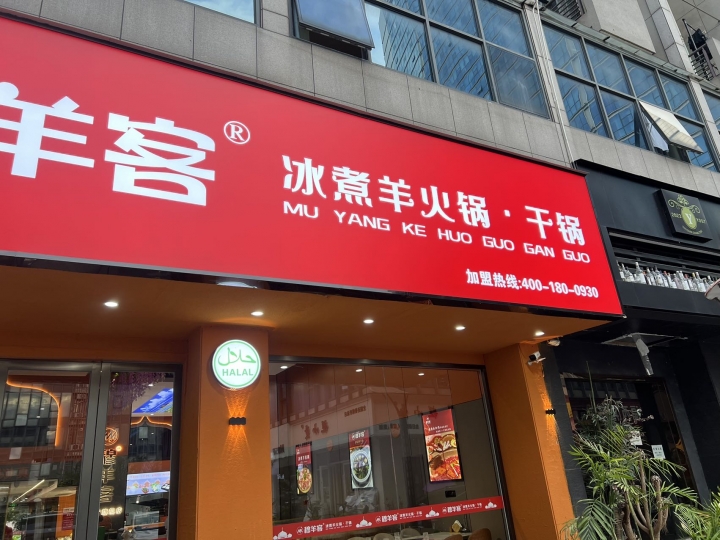 羊客®
冰煮羊火锅·干锅
MU YANG KE HUO GUO GAN GUO
加盟热线:400-180-0930
حلال
HALAL